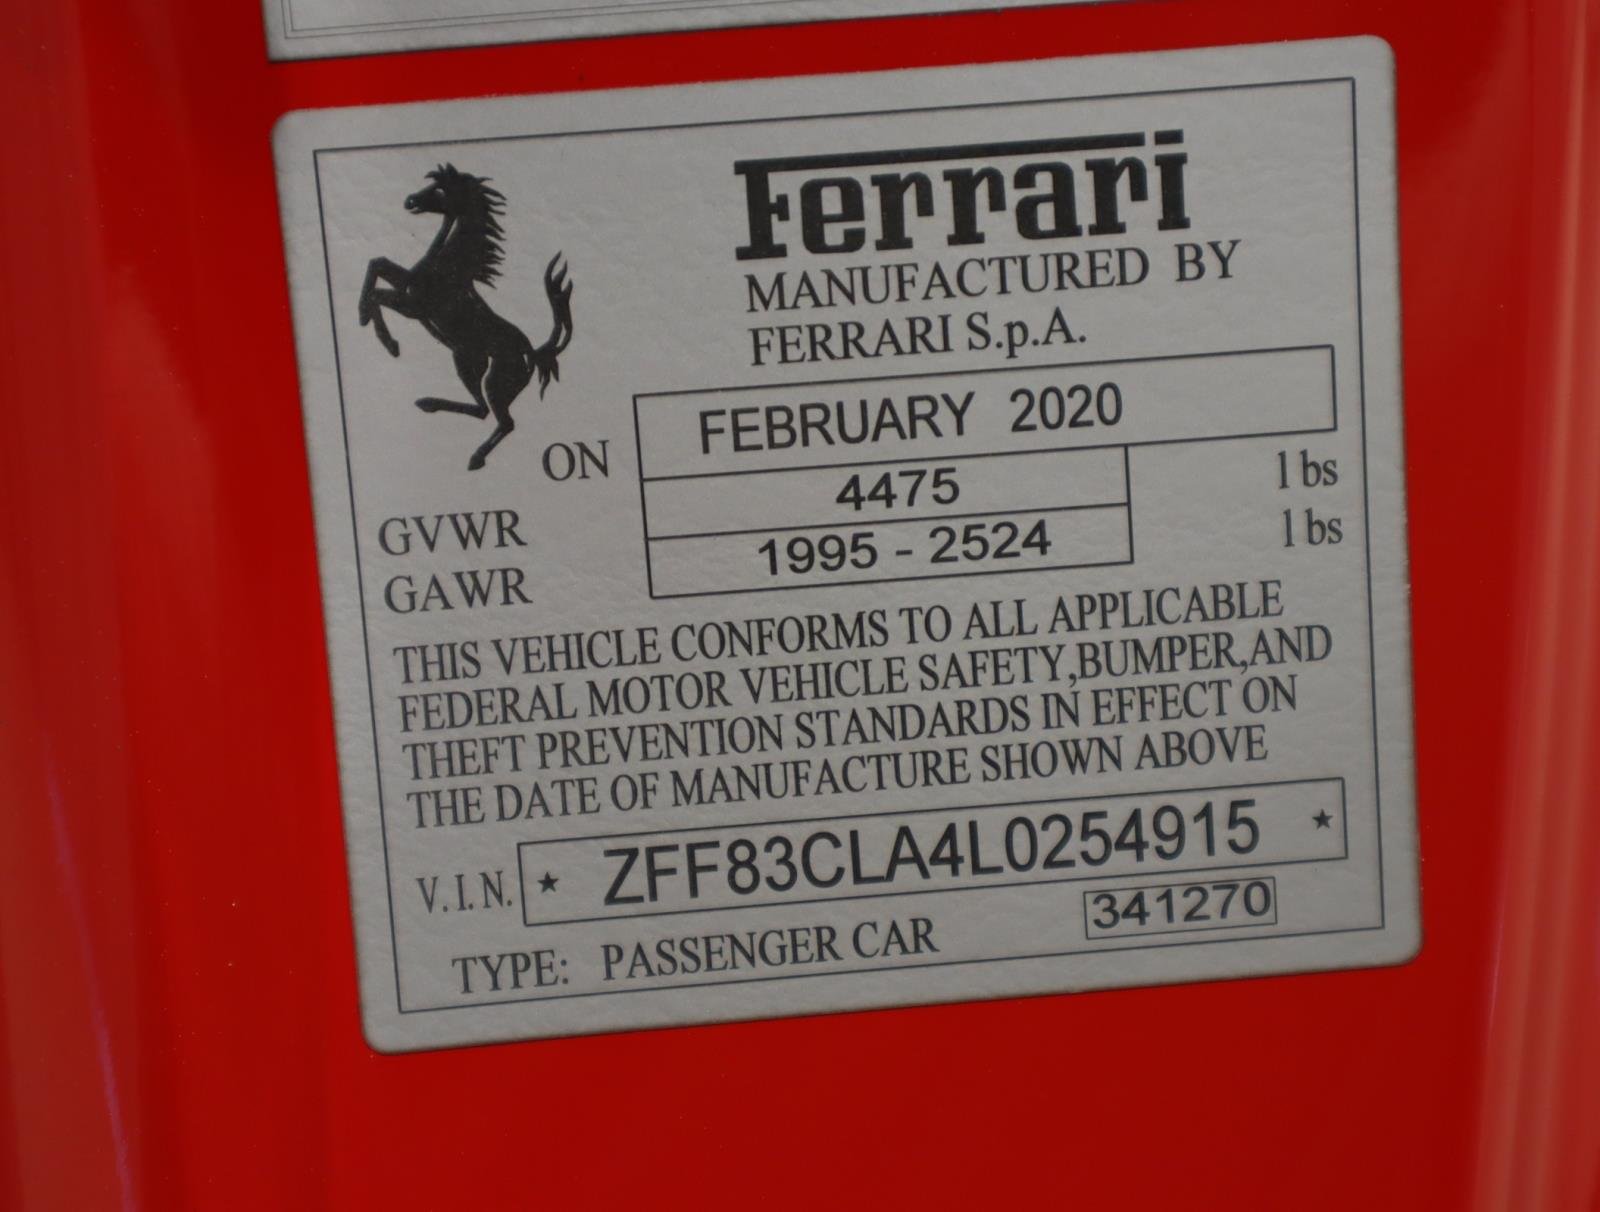 Ferrari
MANUFACTURED BY
FERRARI S.p.A.
ON FEBRUARY 2020
GVWR 4475 lbs
GAWR 1995 - 2524 lbs
THIS VEHICLE CONFORMS TO ALL APPLICABLE
FEDERAL MOTOR VEHICLE SAFETY,BUMPER,AND
THEFT PREVENTION STANDARDS IN EFFECT ON
THE DATE OF MANUFACTURE SHOWN ABOVE
V.I.N. ★ ZFF83CLA4L0254915 ★
TYPE: PASSENGER CAR 341270